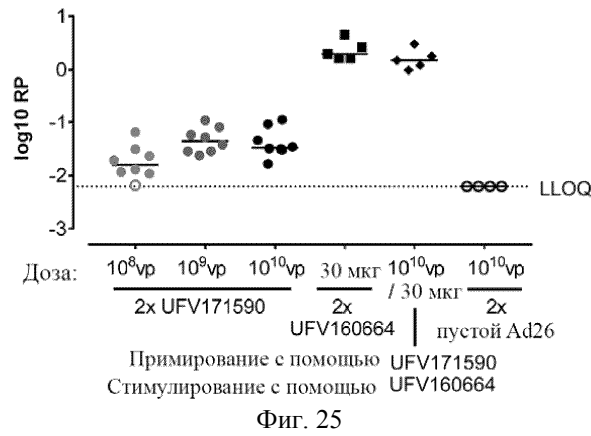 log10 RP
1
0
-1
-2
-3
LLOQ
Доза: 10⁸vp 10⁹vp 10¹⁰vp 30 мкг 10¹⁰vp 10¹⁰vp
/ 30 мкг
2x UFV171590 2x 2x
UFV160664 пустой Ad26
Примирование с помощью UFV171590
Стимулирование с помощью UFV160664
Фиг. 25